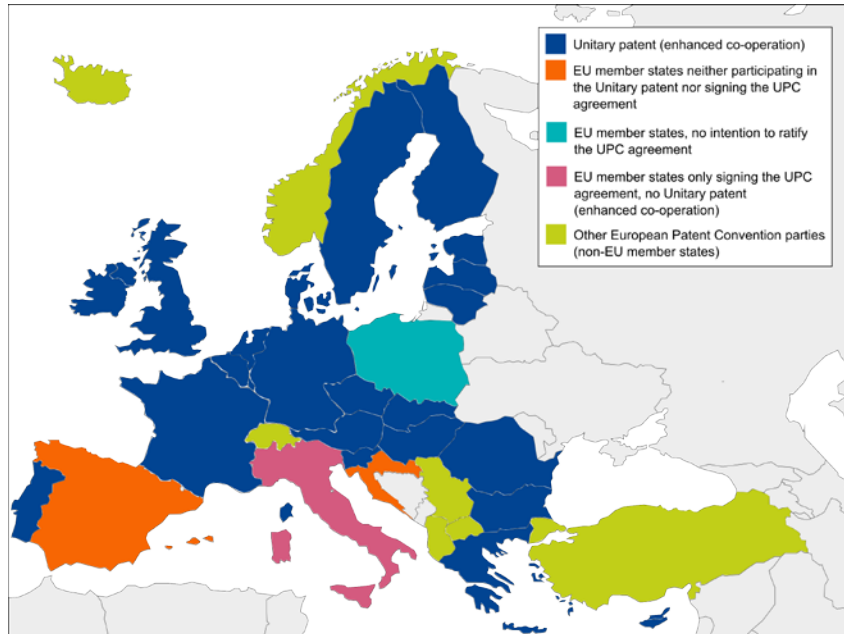 Unitary patent (enhanced co-operation)
EU member states neither participating in
the Unitary patent nor signing the UPC
agreement
EU member states, no intention to ratify
the UPC agreement
EU member states only signing the UPC
agreement, no Unitary patent
(enhanced co-operation)
Other European Patent Convention parties
(non-EU member states)